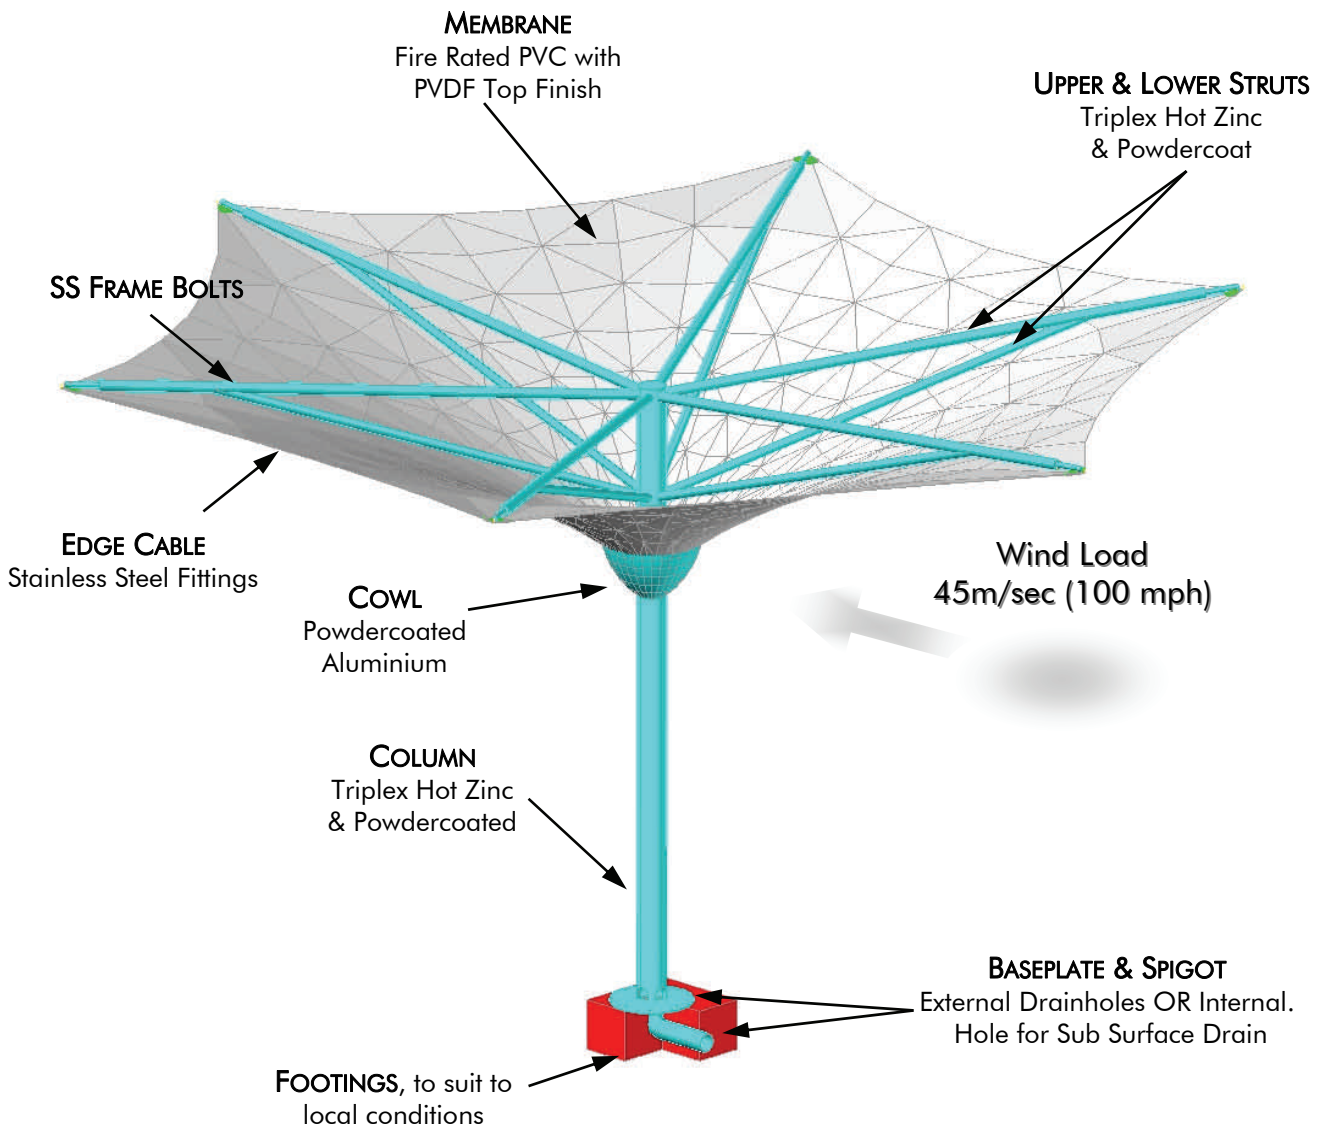 MEMBRANE
Fire Rated PVC with
PVDF Top Finish
UPPER & LOWER STRUTS
Triplex Hot Zinc
& Powdercoat
SS FRAME BOLTS
EDGE CABLE
Stainless Steel Fittings
COWL
Powdercoated
Aluminium
Wind Load
45m/sec (100 mph)
COLUMN
Triplex Hot Zinc
& Powdercoated
BASEPLATE & SPIGOT
External Drainholes OR Internal.
Hole for Sub Surface Drain
FOOTINGS, to suit to
local conditions